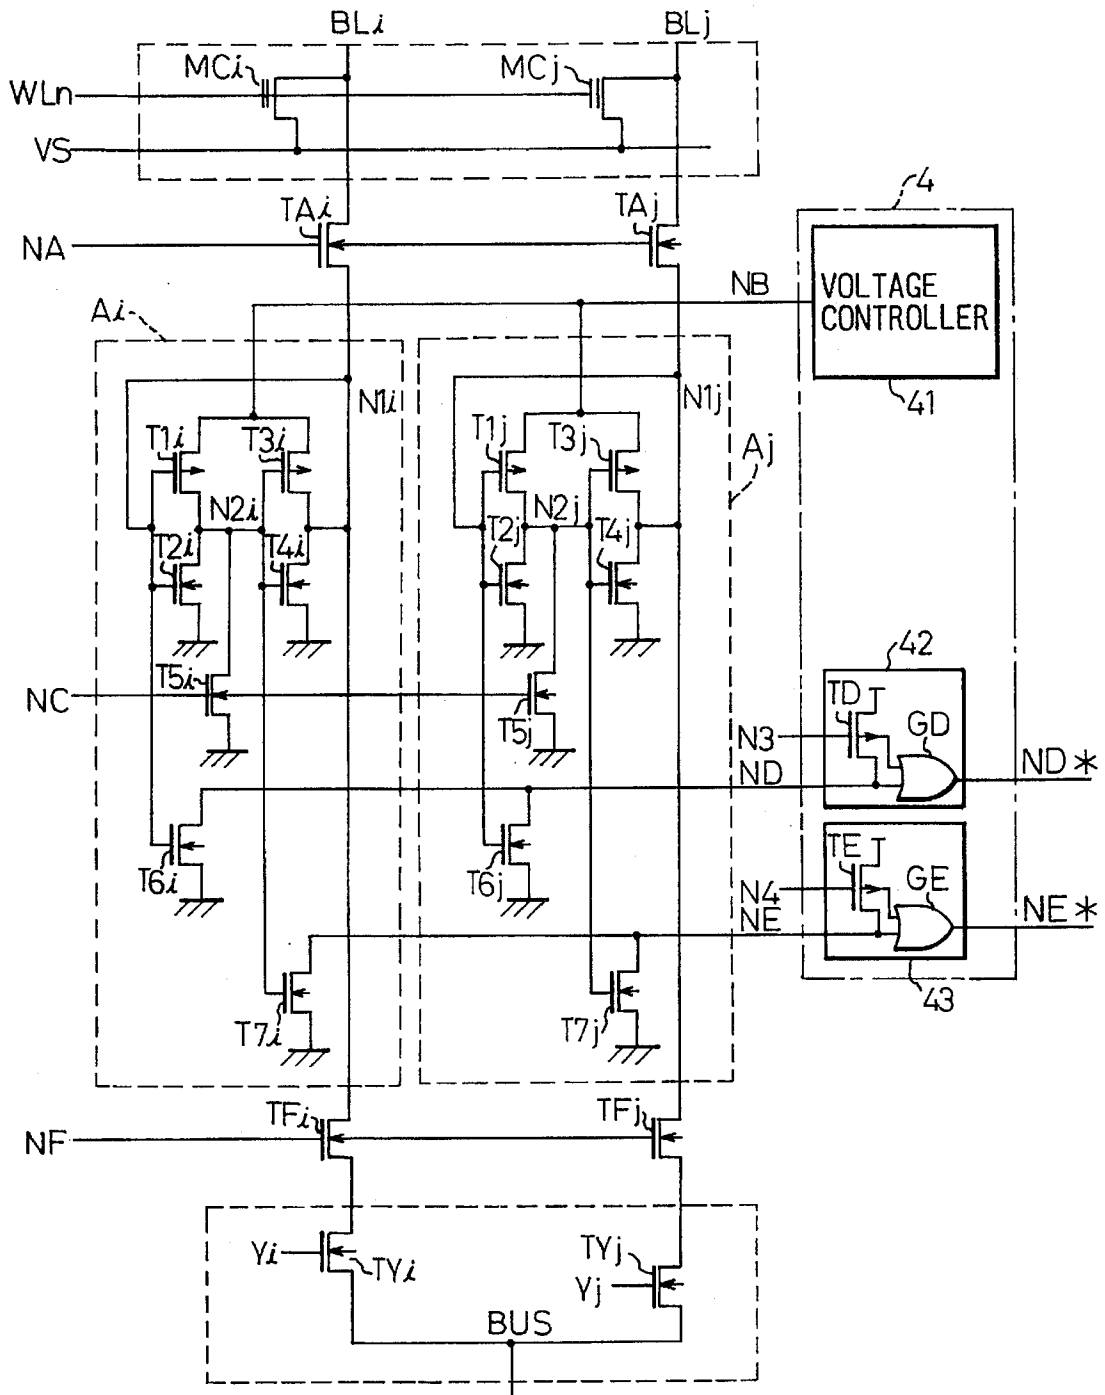 BLi
BLj
MCi
MCj
WLn
VS
TAi
TAj
4
NA
NB
VOLTAGE
CONTROLLER
Ai
N1i
N1j
41
T1i
T3i
T1j
T3j
Aj
N2i
N2j
T2i
T4i
T2j
T4j
42
T5i
TD
NC
T5j
GD
N3
ND
ND*
TE
T6i
T6j
GE
N4
NE
NE*
43
T7i
T7j
TFi
TFj
NF
Yi
TYi
TYj
Yj
BUS